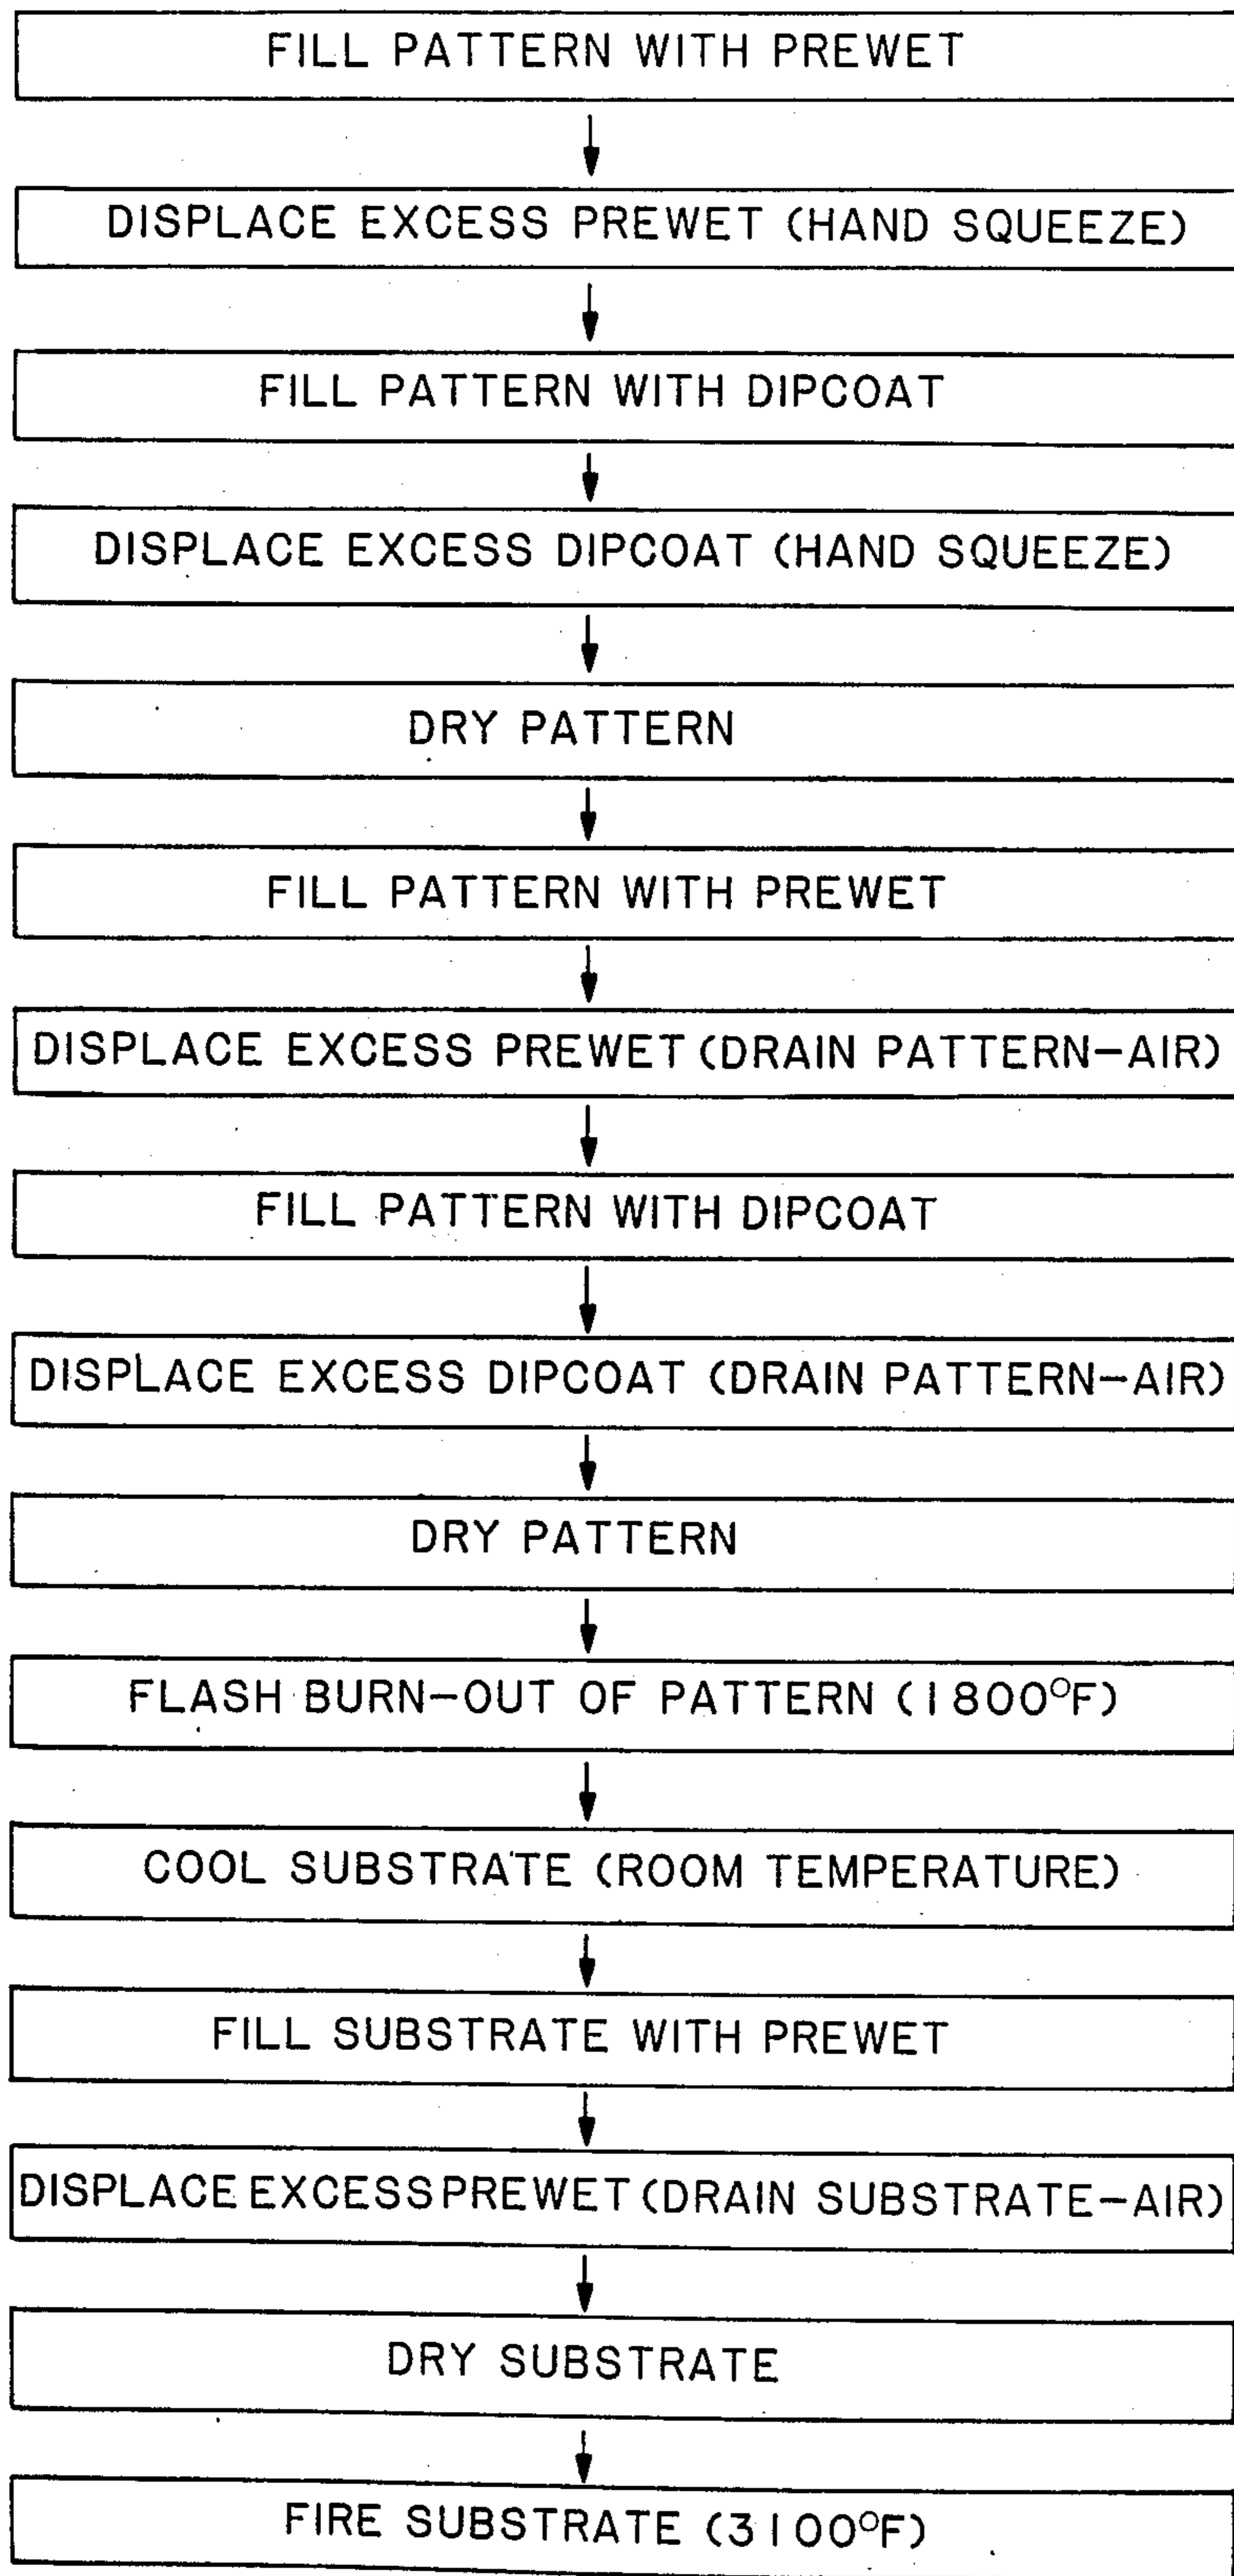 FILL PATTERN WITH PREWET
DISPLACE EXCESS PREWET (HAND SQUEEZE)
FILL PATTERN WITH DIPCOAT
DISPLACE EXCESS DIPCOAT (HAND SQUEEZE)
DRY PATTERN
FILL PATTERN WITH PREWET
DISPLACE EXCESS PREWET (DRAIN PATTERN-AIR)
FILL PATTERN WITH DIPCOAT
DISPLACE EXCESS DIPCOAT (DRAIN PATTERN-AIR)
DRY PATTERN
FLASH BURN-OUT OF PATTERN (1800°F)
COOL SUBSTRATE (ROOM TEMPERATURE)
FILL SUBSTRATE WITH PREWET
DISPLACE EXCESS PREWET (DRAIN SUBSTRATE-AIR)
DRY SUBSTRATE
FIRE SUBSTRATE (3100°F)